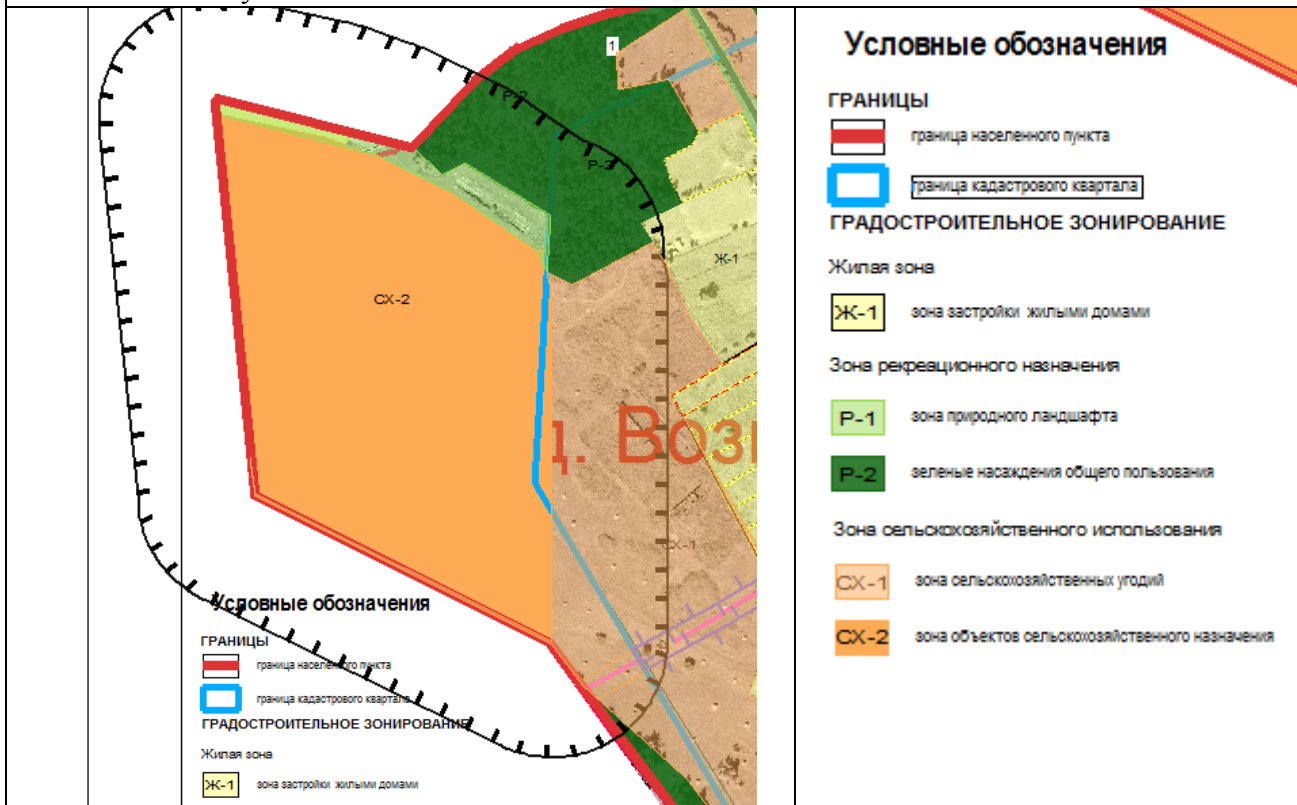 1
Р-2
Р-2
Ж-1
СХ-2
д. Возн
СХ-1
Условные обозначения
ГРАНИЦЫ
граница населенного пункта
граница кадастрового квартала
ГРАДОСТРОИТЕЛЬНОЕ ЗОНИРОВАНИЕ
Жилая зона
Ж-1 зона застройки жилыми домами
Условные обозначения
ГРАНИЦЫ
граница населенного пункта
граница кадастрового квартала
ГРАДОСТРОИТЕЛЬНОЕ ЗОНИРОВАНИЕ
Жилая зона
Ж-1 зона застройки жилыми домами
Зона рекреационного назначения
Р-1 зона природного ландшафта
Р-2 зеленые насаждения общего пользования
Зона сельскохозяйственного использования
СХ-1 зона сельскохозяйственных угодий
СХ-2 зона объектов сельскохозяйственного назначения